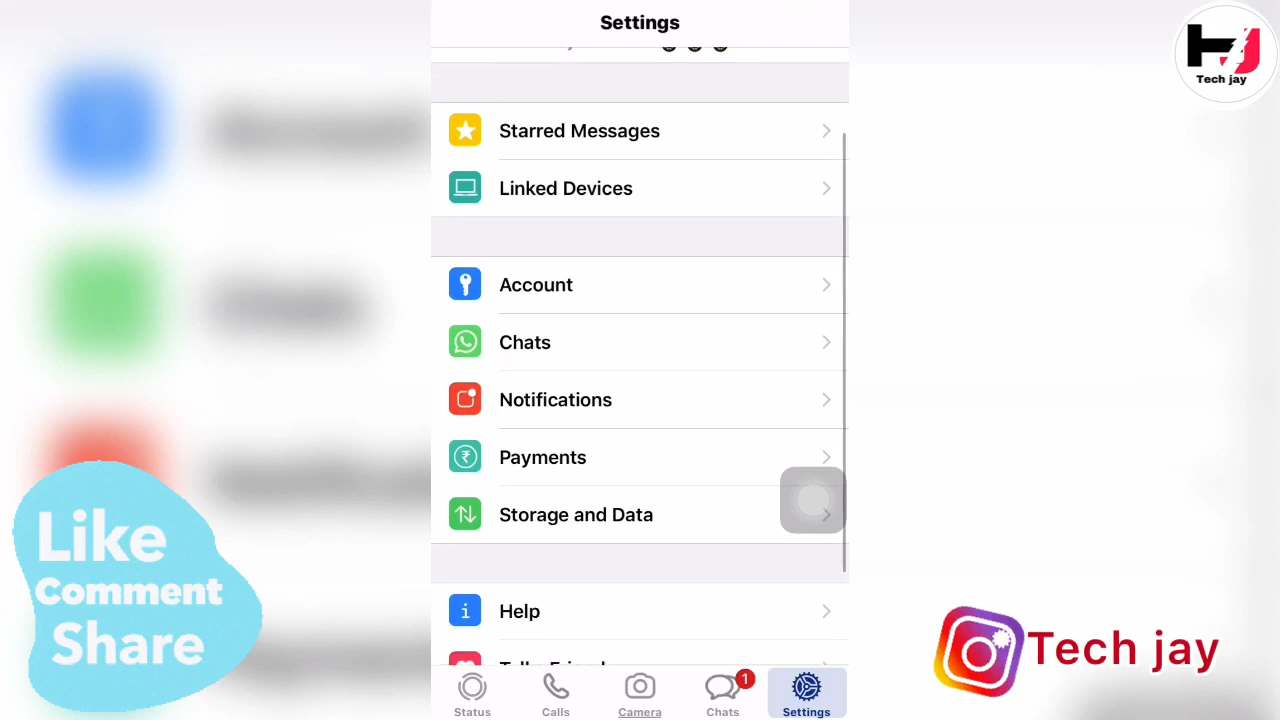 Settings
Tech jay
Starred Messages
Linked Devices
Account
Chats
Notifications
Payments
Storage and Data
Help
Status
Calls
Camera
1
Chats
Settings
Like
Comment
Share
Tech jay